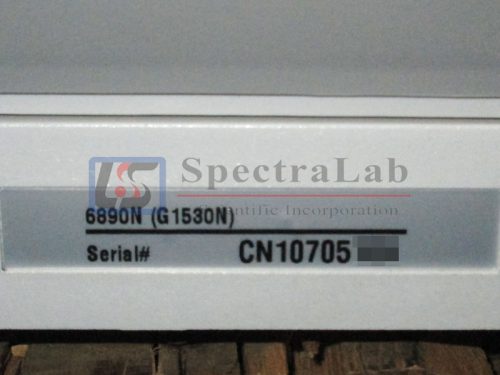 SpectraLab
Scientific Incorporation
6890N (G1530N)
Serial# CN10705